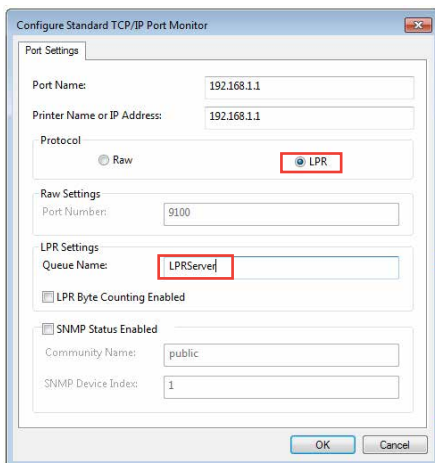 Configure Standard TCP/IP Port Monitor
Port Settings
Port Name: 192.168.1.1
Printer Name or IP Address: 192.168.1.1
Protocol
Raw LPR
Raw Settings
Port Number: 9100
LPR Settings
Queue Name: LPRServer
LPR Byte Counting Enabled
SNMP Status Enabled
Community Name: public
SNMP Device Index: 1
OK Cancel